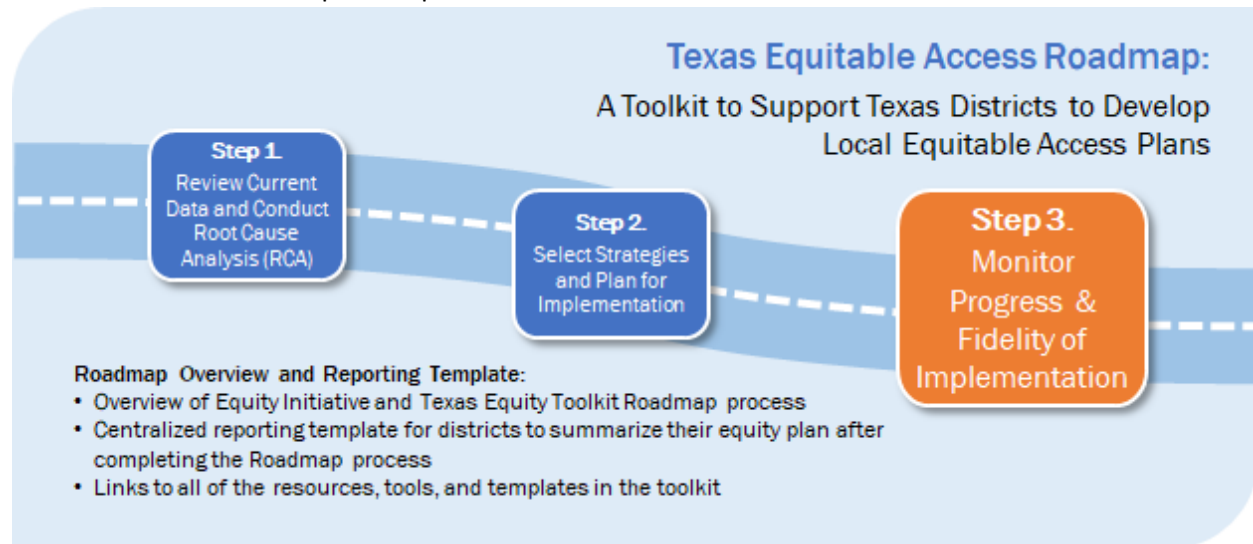 Texas Equitable Access Roadmap:
A Toolkit to Support Texas Districts to Develop
Local Equitable Access Plans
Step 1.
Review Current
Data and Conduct
Root Cause
Analysis (RCA)
Step 2.
Select Strategies
and Plan for
Implementation
Step 3.
Monitor
Progress &
Fidelity of
Implementation
Roadmap Overview and Reporting Template:
• Overview of Equity Initiative and Texas Equity Toolkit Roadmap process
• Centralized reporting template for districts to summarize their equity plan after
completing the Roadmap process
• Links to all of the resources, tools, and templates in the toolkit